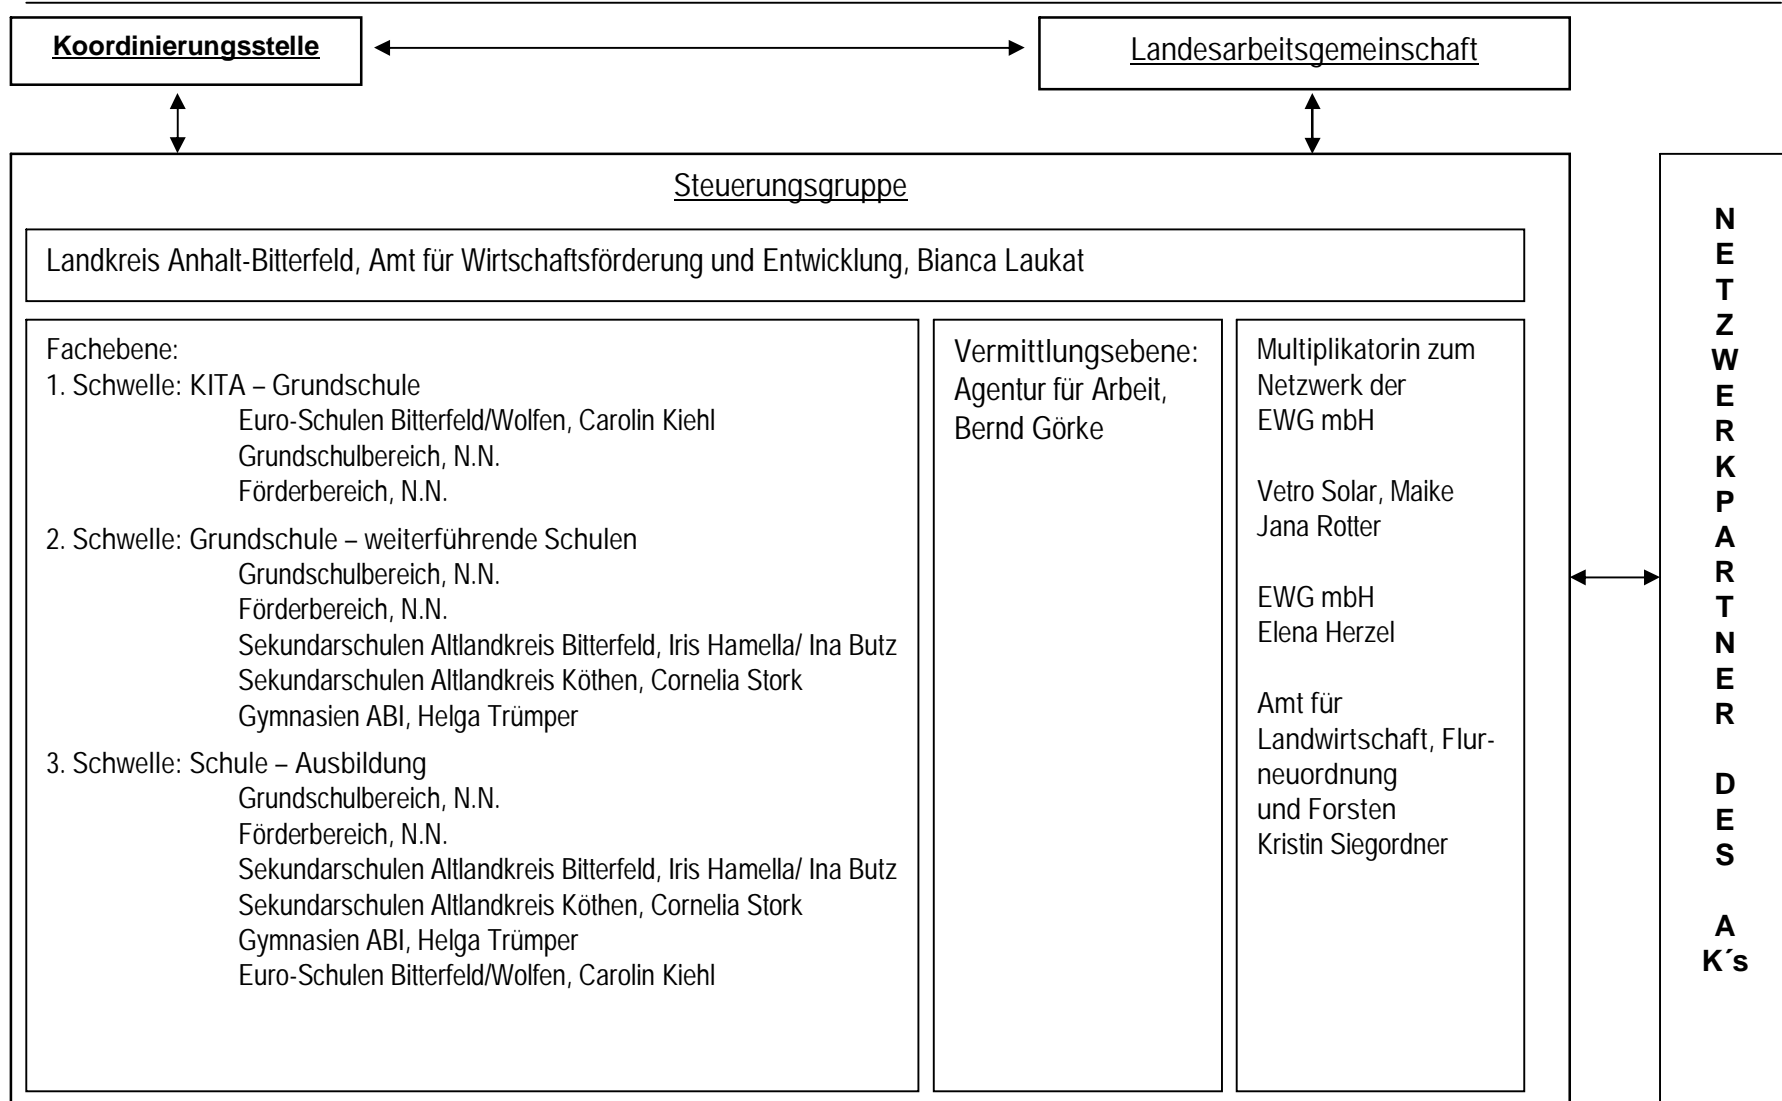 Koordinierungsstelle
Landesarbeitsgemeinschaft
Steuerungsgruppe
Landkreis Anhalt-Bitterfeld, Amt für Wirtschaftsförderung und Entwicklung, Bianca Laukat
Fachebene:
1. Schwelle: KITA – Grundschule
Euro-Schulen Bitterfeld/Wolfen, Carolin Kiehl
Grundschulbereich, N.N.
Förderbereich, N.N.
2. Schwelle: Grundschule – weiterführende Schulen
Grundschulbereich, N.N.
Förderbereich, N.N.
Sekundarschulen Altlandkreis Bitterfeld, Iris Hamella/ Ina Butz
Sekundarschulen Altlandkreis Köthen, Cornelia Stork
Gymnasien ABI, Helga Trümper
3. Schwelle: Schule – Ausbildung
Grundschulbereich, N.N.
Förderbereich, N.N.
Sekundarschulen Altlandkreis Bitterfeld, Iris Hamella/ Ina Butz
Sekundarschulen Altlandkreis Köthen, Cornelia Stork
Gymnasien ABI, Helga Trümper
Euro-Schulen Bitterfeld/Wolfen, Carolin Kiehl
Vermittlungsebene:
Agentur für Arbeit,
Bernd Görke
Multiplikatorin zum
Netzwerk der
EWG mbH
Vetro Solar, Maike
Jana Rotter
EWG mbH
Elena Herzel
Amt für
Landwirtschaft, Flur-
neuordnung
und Forsten
Kristin Siegordner
N
E
T
Z
W
E
R
K
P
A
R
T
N
E
R
D
E
S
A
K´s